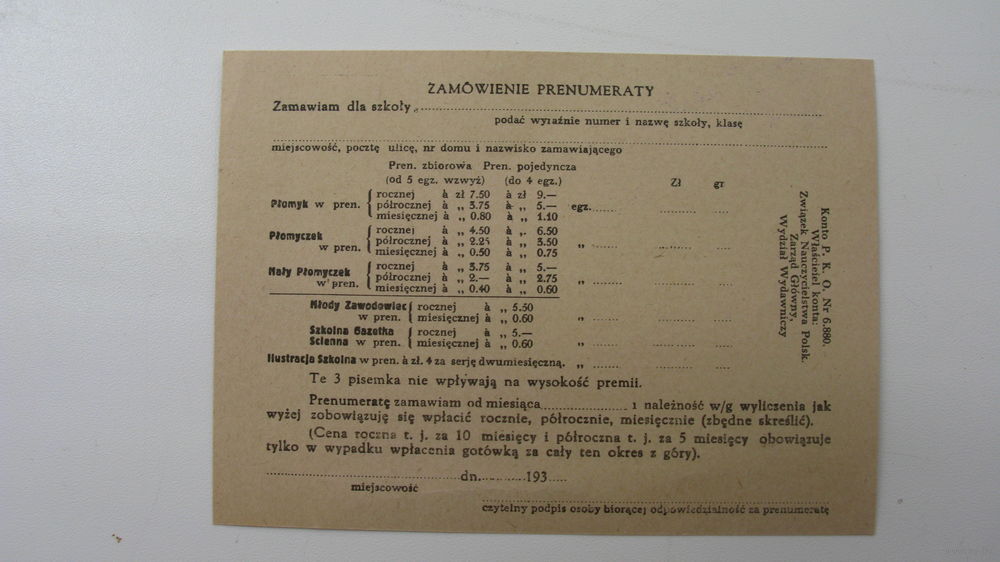 ZAMÓWIENIE PRENUMERATY
Zamawiam dla szkoły
podać wyraźnie numer i nazwę szkoły, klasę
miejscowość, pocztę ulicę, nr domu i nazwisko zamawiającego
Pren. zbiorowa Pren. pojedyncza
(od 5 egz. wzwyż) (do 4 egz.) Zł gr
rocznej à zł 7.50 à zł 9.—
Płomyk w pren. { półrocznej à „ 3.75 à „ 5.— egz.
miesięcznej à „ 0.80 à „ 1.10
rocznej à „ 4.50 à „ 6.50
Płomyczek półrocznej à „ 2.25 à „ 3.50
w pren. { miesięcznej à „ 0.50 à „ 0.75 „
rocznej à „ 3.75 à „ 5.—
Mały Płomyczek półrocznej à „ 2.— à „ 2.75
w pren. { miesięcznej à „ 0.40 à „ 0.60 „
Młody Zawodowiec { rocznej à „ 5.50
w pren. miesięcznej à „ 0.60 „
Szkolna Gazetka { rocznej à „ 5.—
Ścienna w pren. miesięcznej à „ 0.60 „
Ilustracja Szkolna w pren. à zł. 4 za serję dwumiesięczną. „
Te 3 pisemka nie wpływają na wysokość premii.
Prenumeratę zamawiam od miesiąca i należność w/g wyliczenia jak
wyżej zobowiązuję się wpłacić rocznie, półrocznie, miesięcznie (zbędne skreślić).
(Cena roczna t. j. za 10 miesięcy i półroczna t. j. za 5 miesięcy obowiązuje
tylko w wypadku wpłacenia gotówką za cały ten okres z góry).
dn. 193
miejscowość
czytelny podpis osoby biorącej odpowiedzialność za prenumeratę
Konto P. K. O. Nr 6.880.
Właściciel konta:
Związek Nauczycielstwa Polsk.
Zarząd Główny,
Wydział Wydawniczy